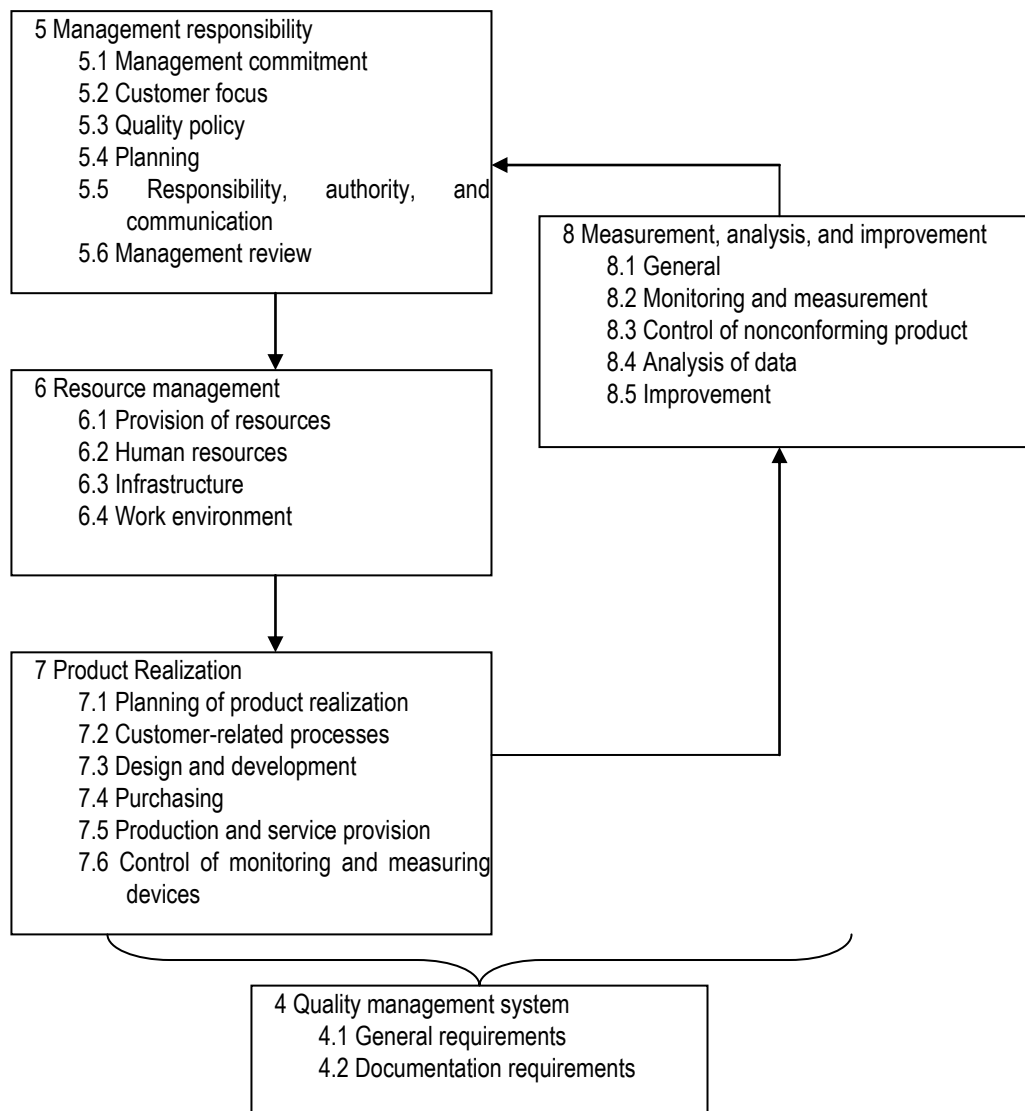 5 Management responsibility
5.1 Management commitment
5.2 Customer focus
5.3 Quality policy
5.4 Planning
5.5 Responsibility, authority, and
communication
5.6 Management review
8 Measurement, analysis, and improvement
8.1 General
8.2 Monitoring and measurement
8.3 Control of nonconforming product
8.4 Analysis of data
8.5 Improvement
6 Resource management
6.1 Provision of resources
6.2 Human resources
6.3 Infrastructure
6.4 Work environment
7 Product Realization
7.1 Planning of product realization
7.2 Customer-related processes
7.3 Design and development
7.4 Purchasing
7.5 Production and service provision
7.6 Control of monitoring and measuring
devices
4 Quality management system
4.1 General requirements
4.2 Documentation requirements